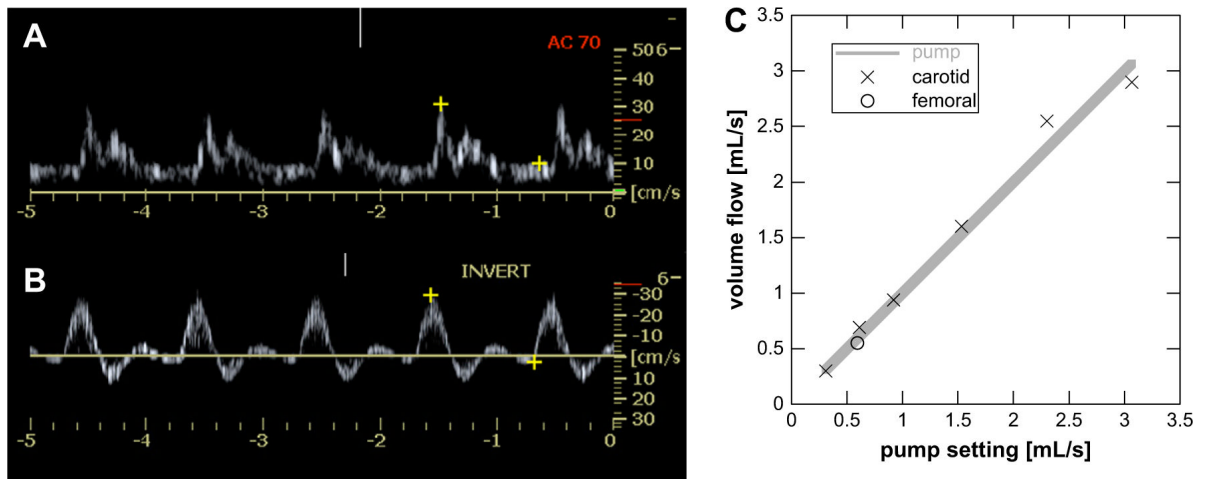 A
AC 70
506
40
30
20
10
[cm/s
-5 -4 -3 -2 -1 0
B
INVERT
6
-30
-20
-10
[cm/s
10
20
30
-5 -4 -3 -2 -1 0
C
3.5
3
2.5
2
1.5
1
0.5
0
volume flow [mL/s]
pump
carotid
femoral
0 0.5 1 1.5 2 2.5 3 3.5
pump setting [mL/s]